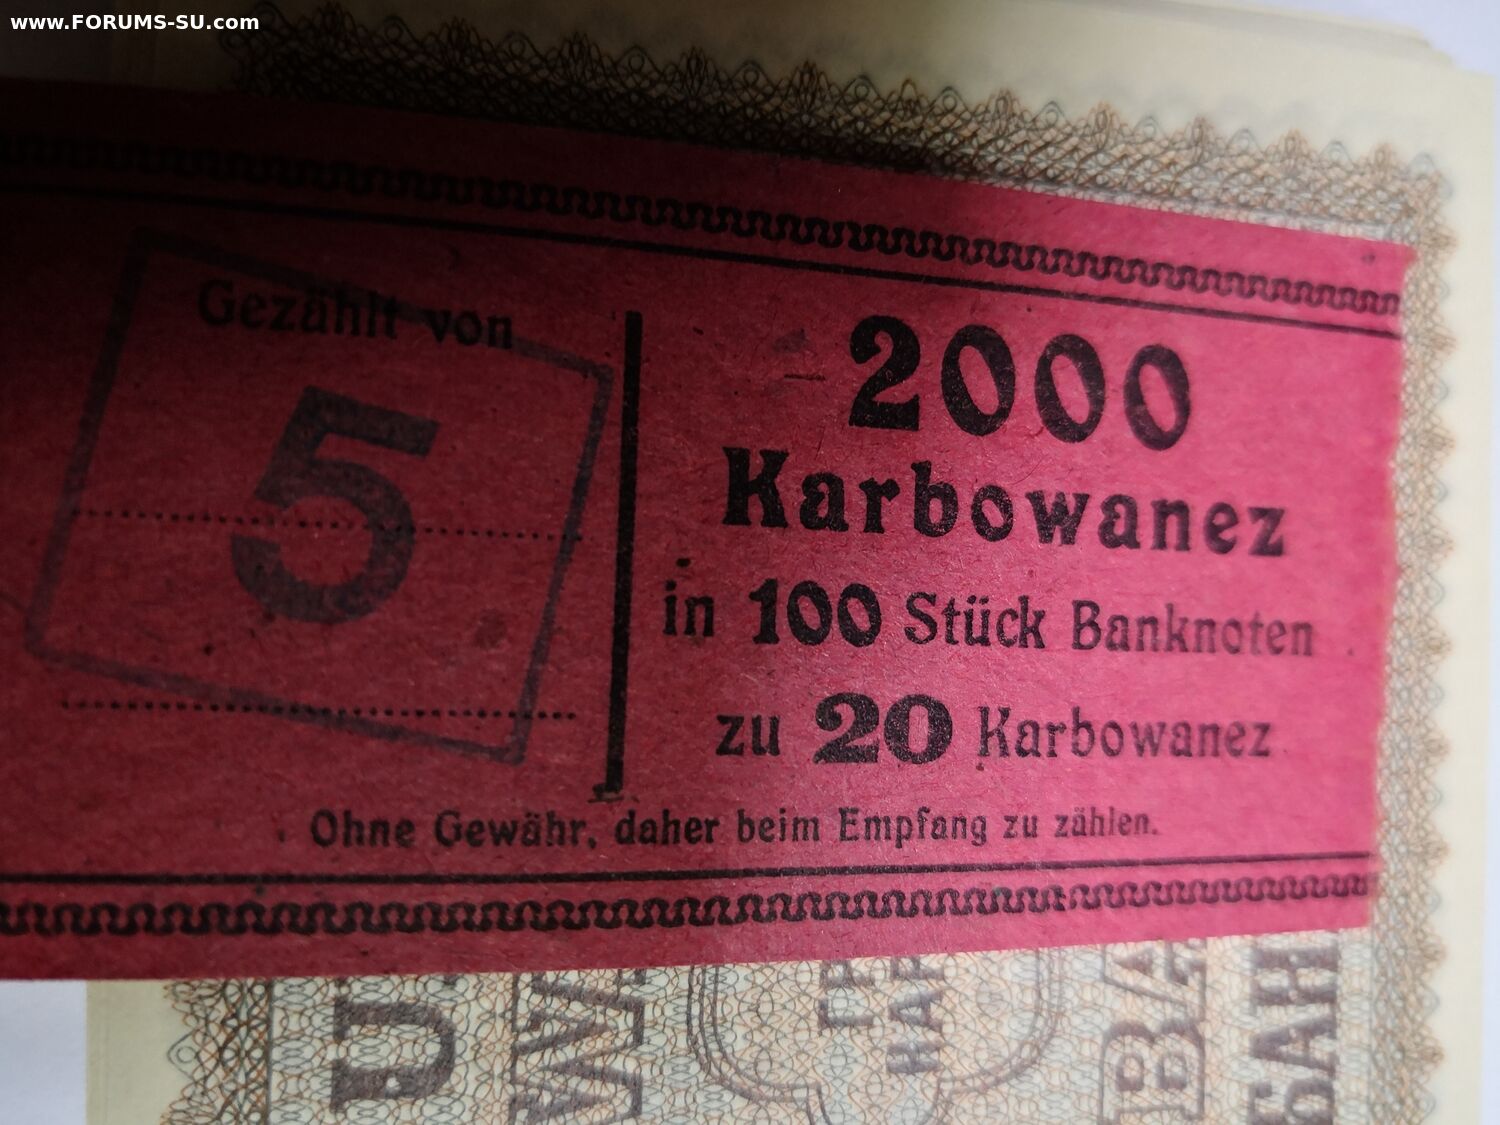 www.FORUMS-SU.com
Gezählt von
5
2000
Karbowanez
in 100 Stück Banknoten
zu 20 Karbowanez
Ohne Gewähr, daher beim Empfang zu zählen.